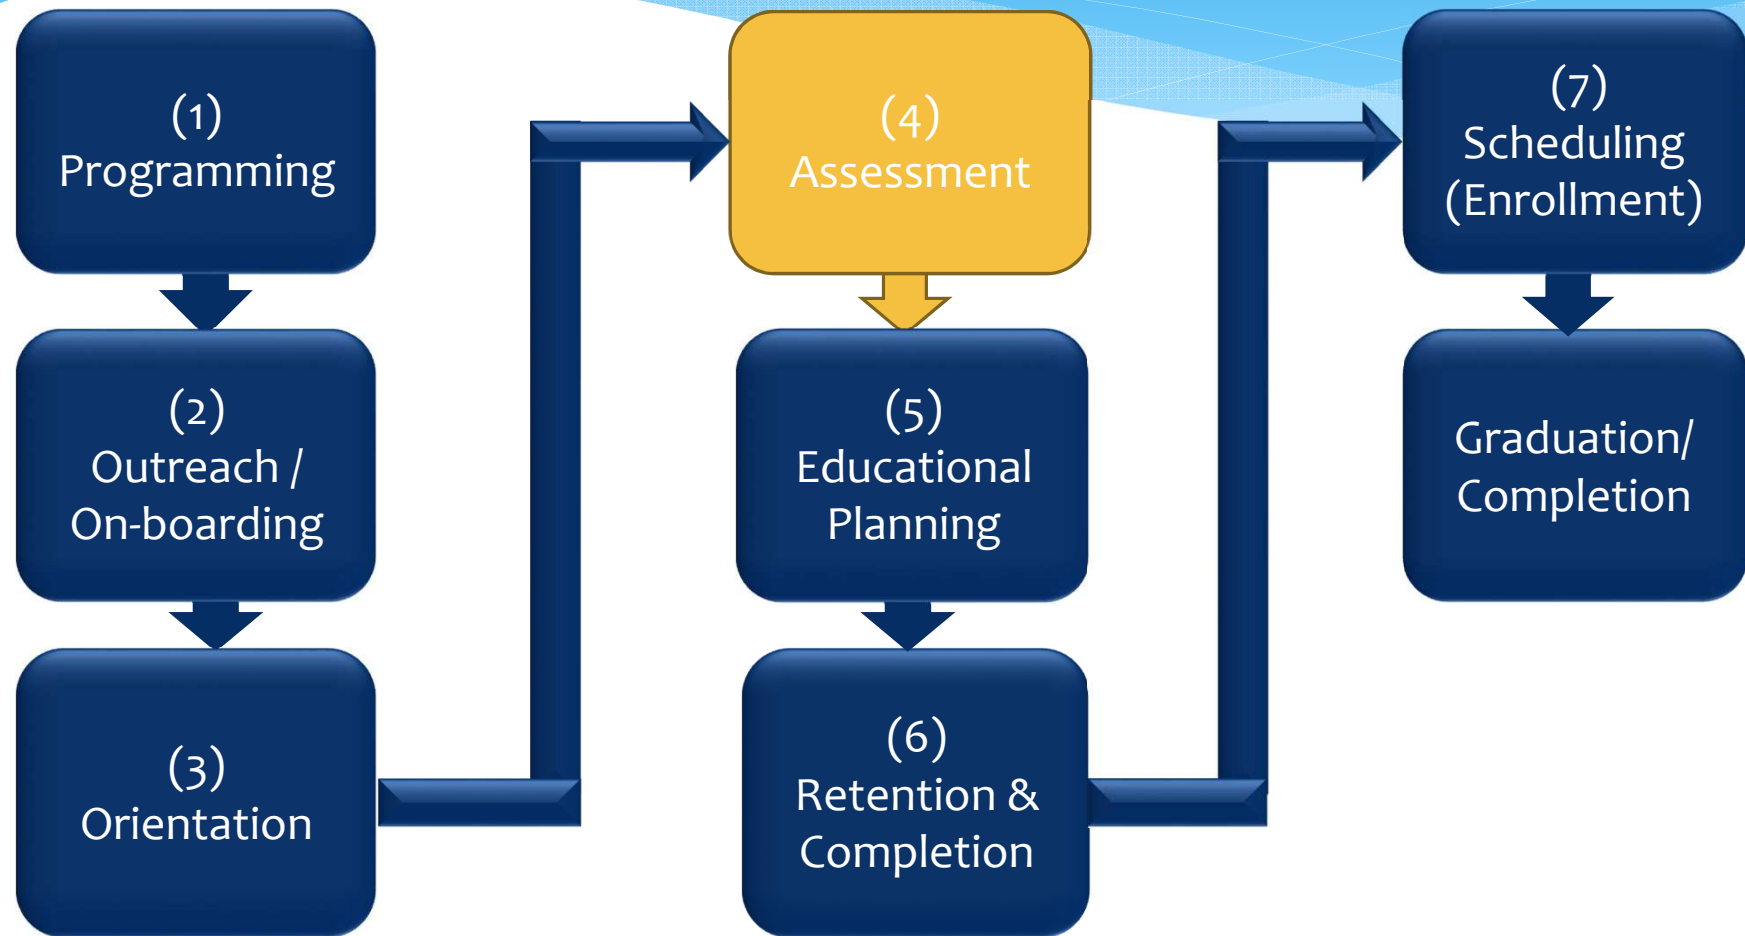 (1)
Programming
(2)
Outreach /
On-boarding
(3)
Orientation
(4)
Assessment
(5)
Educational
Planning
(6)
Retention &
Completion
(7)
Scheduling
(Enrollment)
Graduation/
Completion